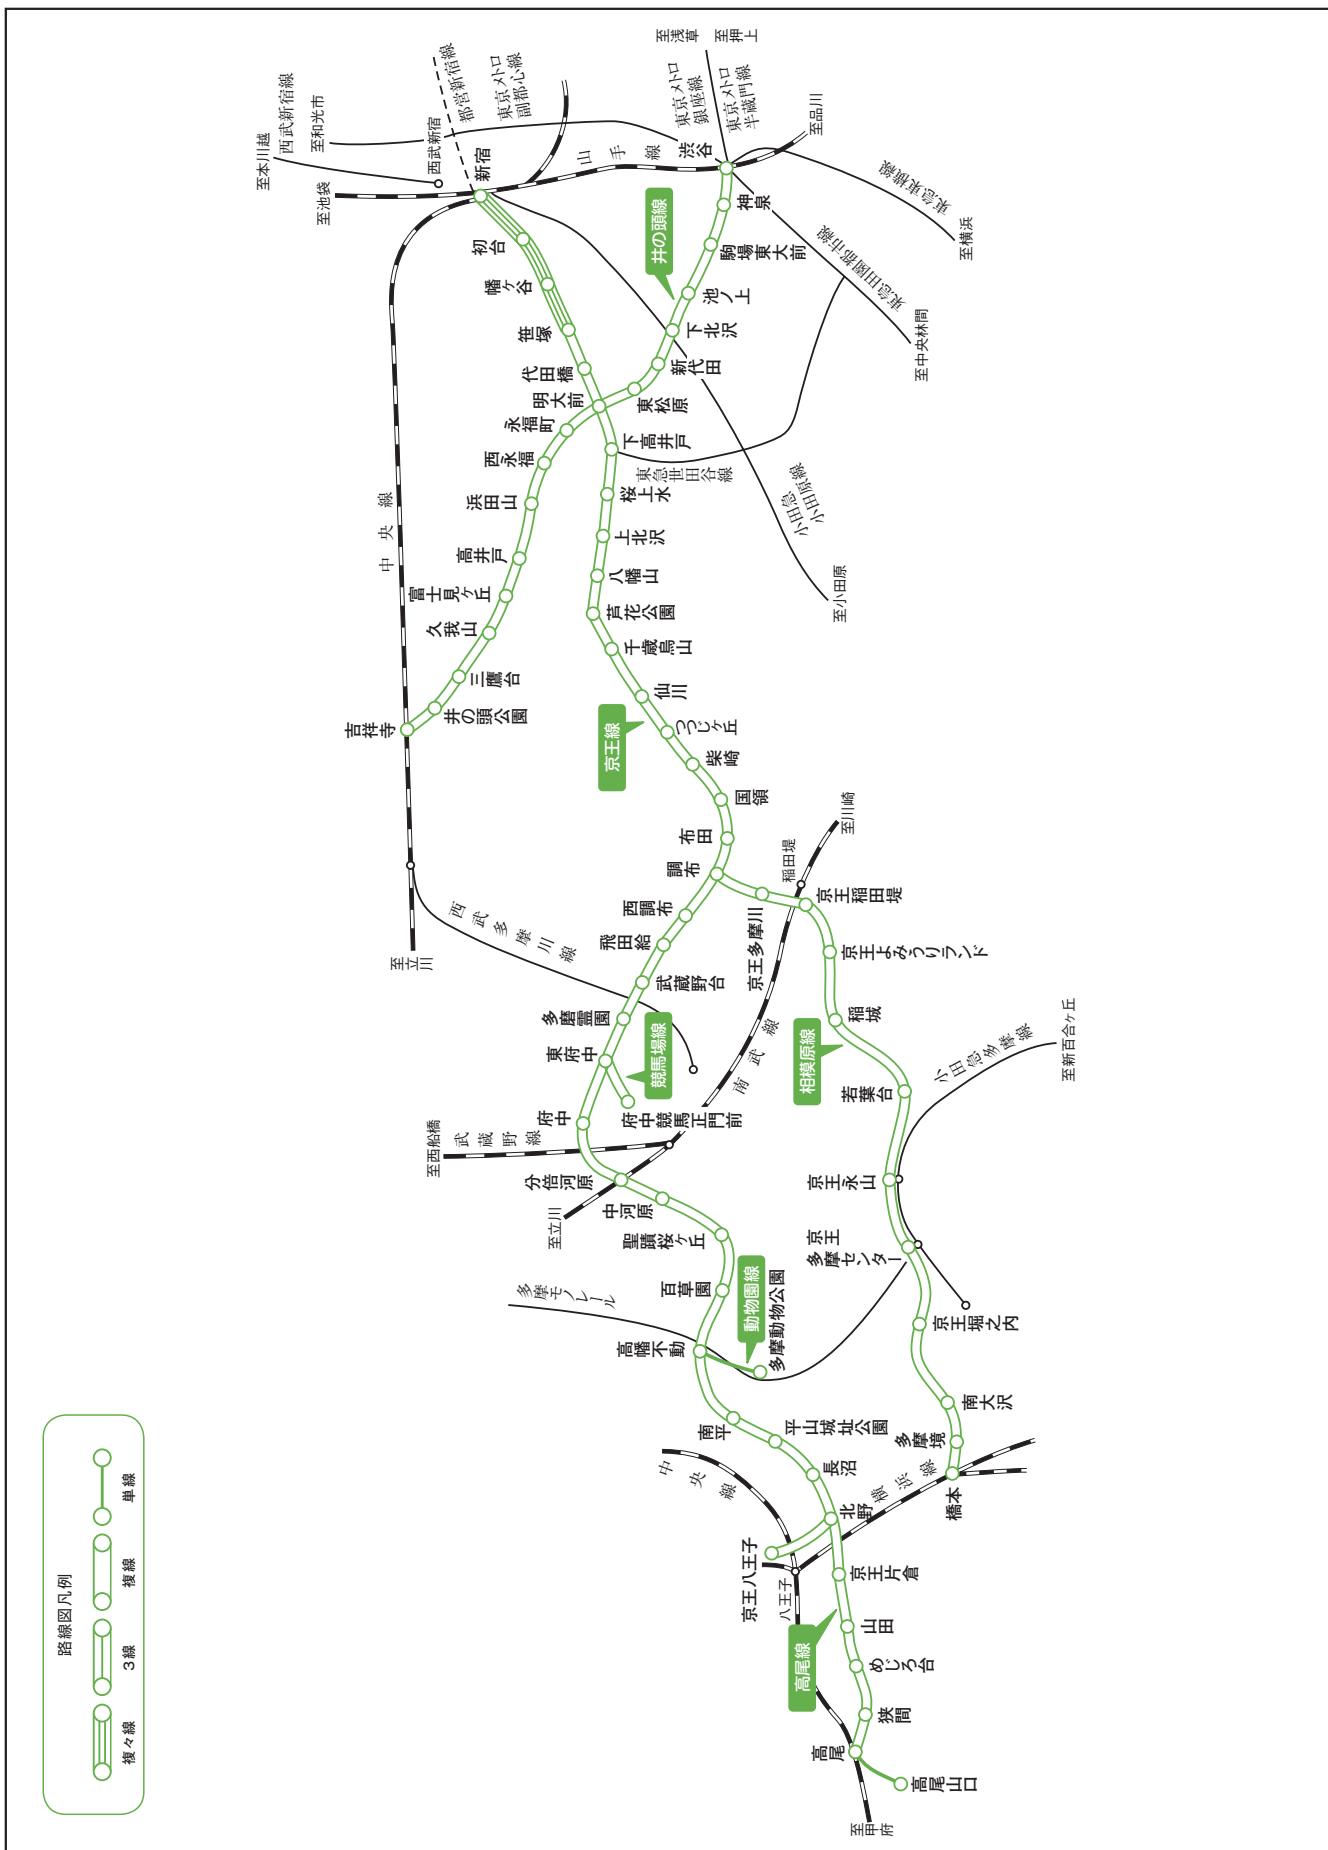 至浅草
至押上
都営新宿線
東京メトロ
副都心線
東京メトロ
銀座線
東京メトロ
半蔵門線
西武新宿線
至本川越
至和光市
西武新宿
至池袋
新宿
山手線
渋谷
至品川
東急東横線
至横浜
東急田園都市線
至中央林間
神泉
駒場東大前
井の頭線
池ノ上
下北沢
新代田
東松原
明大前
永福町
西永福
浜田山
高井戸
富士見ヶ丘
久我山
三鷹台
井の頭公園
吉祥寺
中央線
初台
幡ヶ谷
笹塚
代田橋
下高井戸
東急世田谷線
小田急
小田原線
至小田原
桜上水
上北沢
八幡山
芦花公園
千歳烏山
仙川
つつじヶ丘
京王線
柴崎
国領
布田
調布
西調布
飛田給
武蔵野台
多磨霊園
東府中
競馬場線
府中競馬正門前
府中
分倍河原
中河原
聖蹟桜ヶ丘
百草園
高幡不動
動物園線
多摩動物公園
南平
平山城址公園
長沼
北野
京王八王子
八王子
京王片倉
山田
高尾線
めじろ台
狭間
高尾
高尾山口
至甲府
西武多摩川線
至立川
至西船橋
武蔵野線
至立川
南武線
稲田堤
至川崎
京王多摩川
京王稲田堤
京王よみうりランド
稲城
相模原線
若葉台
小田急多摩線
至新百合ヶ丘
京王永山
京王
多摩センター
京王堀之内
南大沢
多摩境
橋本
横浜線
中央線
多摩モノレール
路線図凡例
単線
複線
3線
複々線